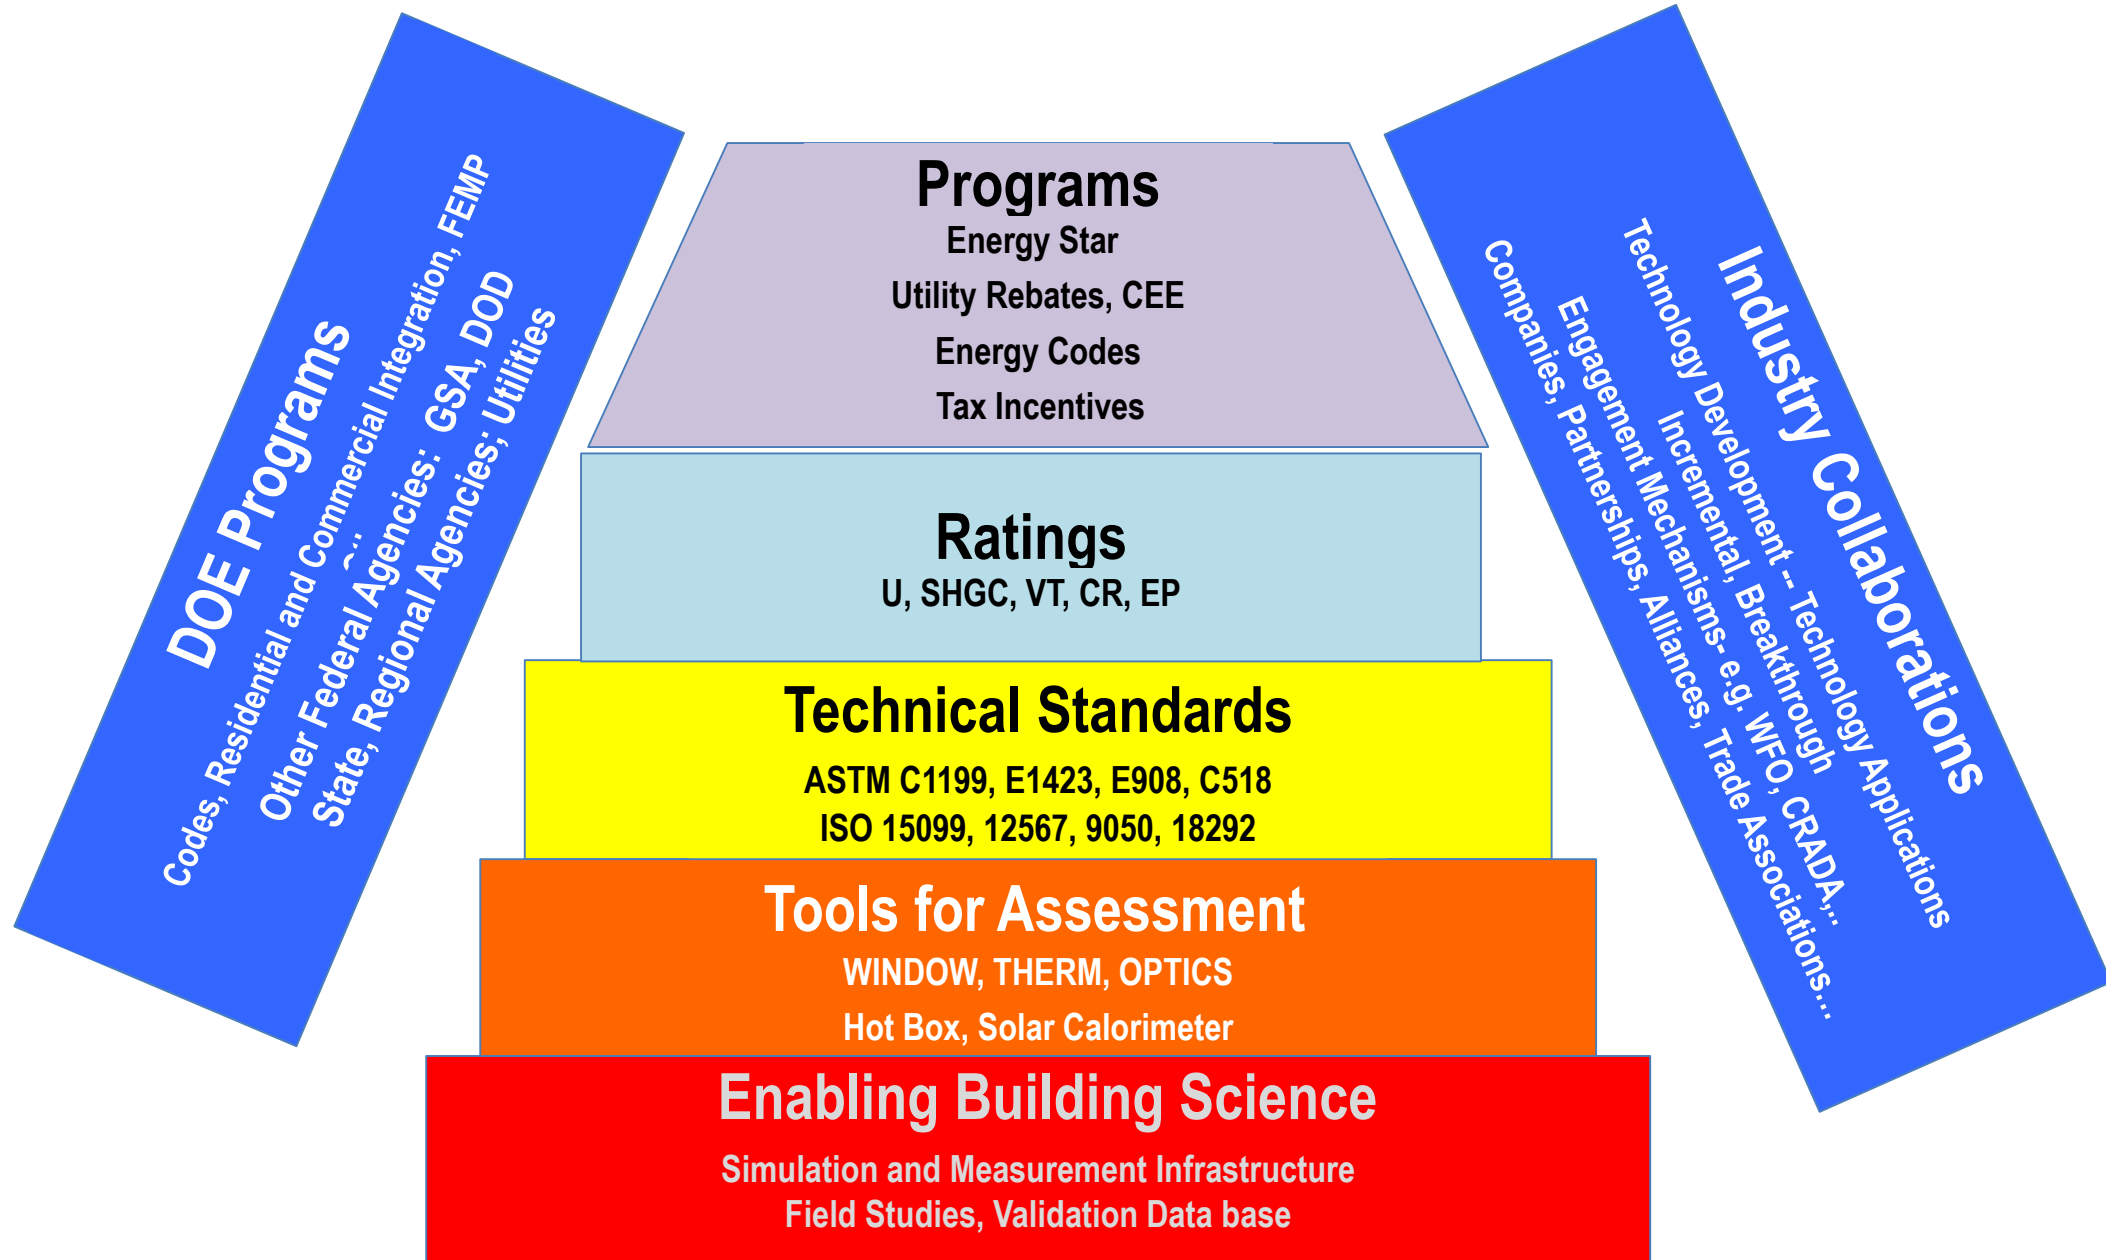 DOE Programs
Codes, Residential and Commercial Integration, FEMP
Other Federal Agencies:  GSA, DOD
State, Regional Agencies; Utilities
Programs
Energy Star
Utility Rebates, CEE
Energy Codes
Tax Incentives
Ratings
U, SHGC, VT, CR, EP
Technical Standards
ASTM C1199, E1423, E908, C518
ISO 15099, 12567, 9050, 18292
Tools for Assessment
WINDOW, THERM, OPTICS
Hot Box, Solar Calorimeter
Enabling Building Science
Simulation and Measurement Infrastructure
Field Studies, Validation Data base
Industry Collaborations
Technology Development -- Technology Applications
Incremental, Breakthrough
Engagement Mechanisms- e.g. WFO, CRADA,..
Companies, Partnerships, Alliances, Trade Associations…